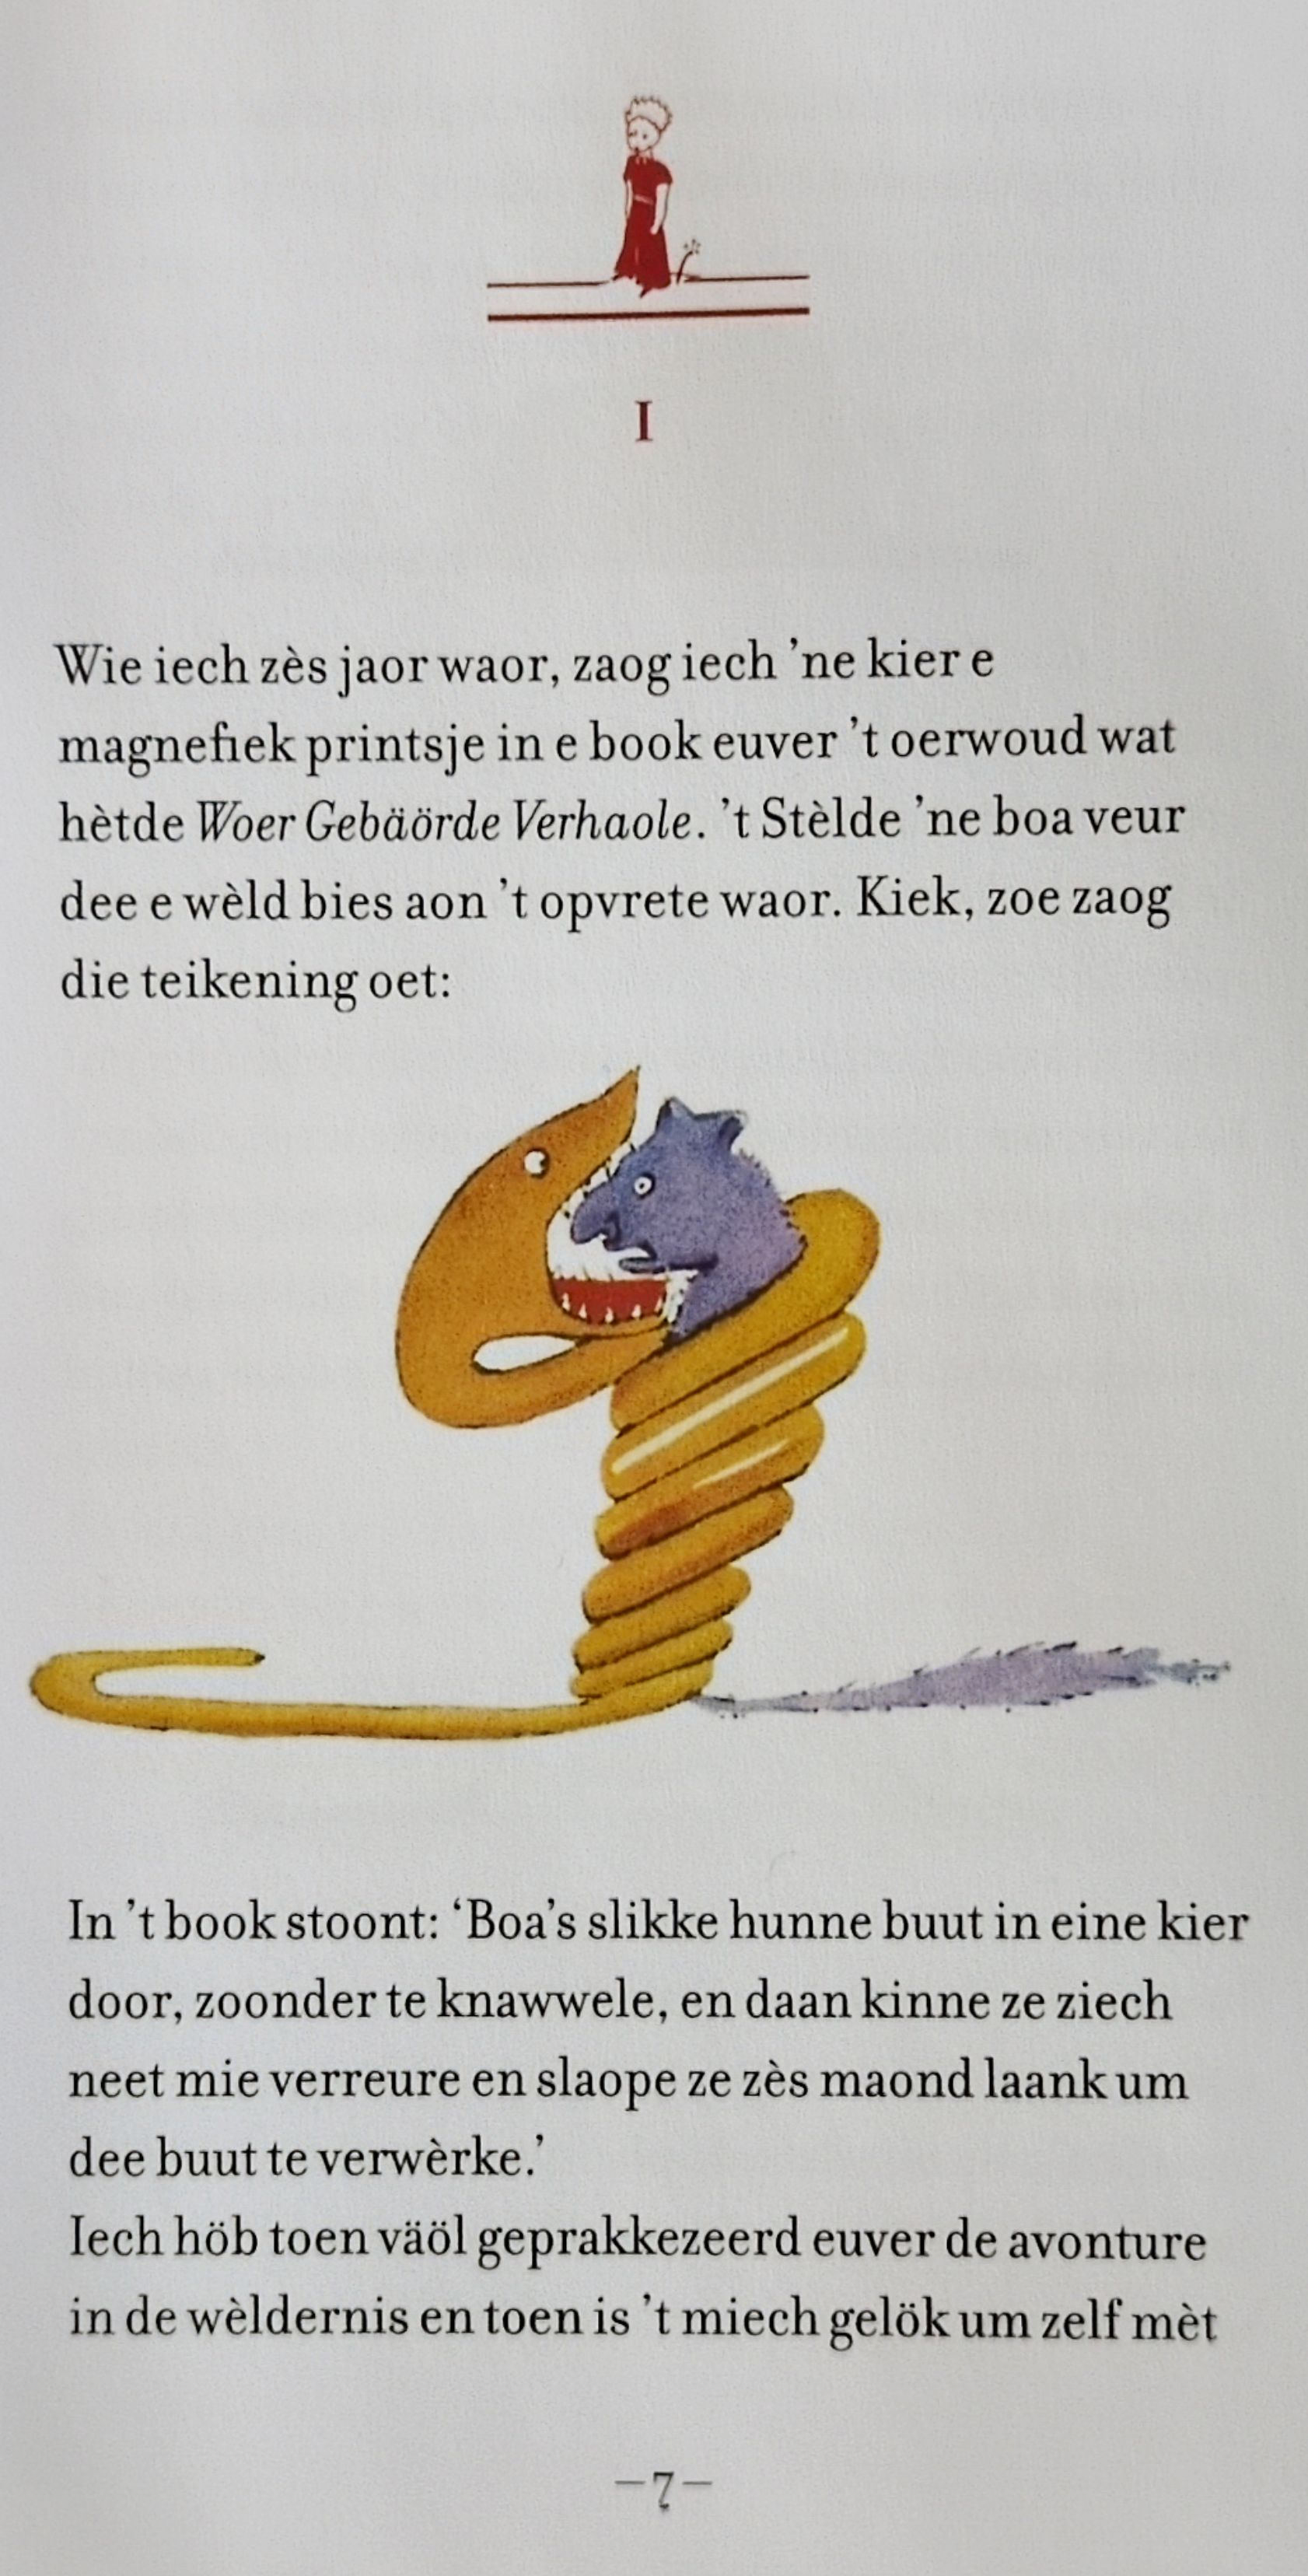 I
Wie iech zès jaor waor, zaog iech ’ne kier e
magnefiek printsje in e book euver ’t oerwoud wat
hètde Woer Gebäörde Verhaole. ’t Stèlde ’ne boa veur
dee e wèld bies aon ’t opvrete waor. Kiek, zoe zaog
die teikening oet:
In ’t book stoont: ‘Boa’s slikke hunne buut in eine kier
door, zoonder te knawwele, en daan kinne ze ziech
neet mie verreure en slaope ze zès maond laank um
dee buut te verwèrke.’
Iech höb toen väöl geprakkezeerd euver de avonture
in de wèldernis en toen is ’t miech gelök um zelf mèt
–7–